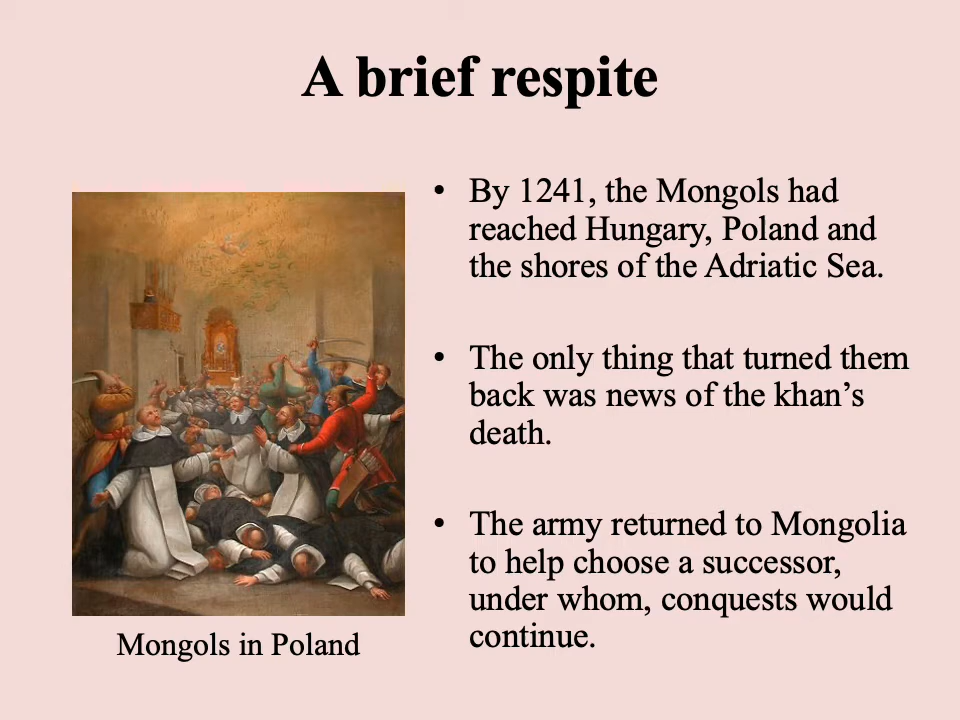 A brief respite
• By 1241, the Mongols had
reached Hungary, Poland and
the shores of the Adriatic Sea.
• The only thing that turned them
back was news of the khan’s
death.
• The army returned to Mongolia
to help choose a successor,
under whom, conquests would
continue.
Mongols in Poland